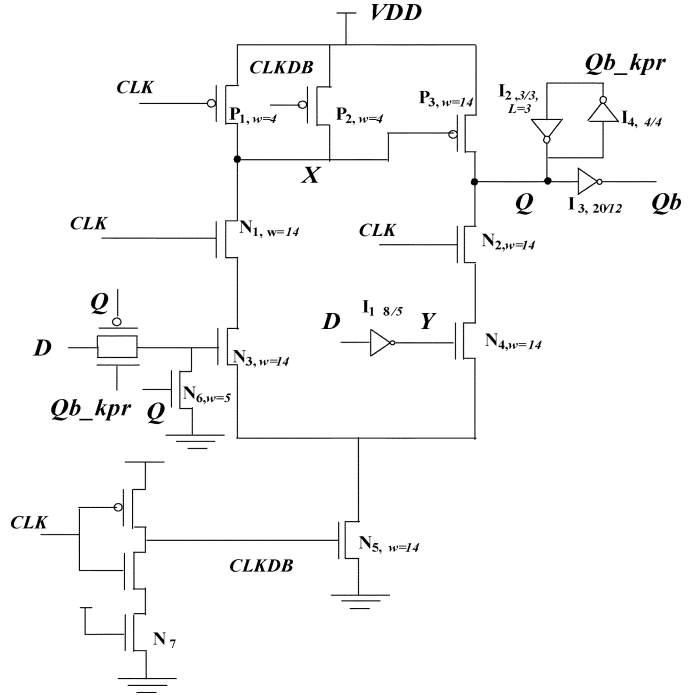 VDD
CLK
CLKDB
P1, w=4
P2, w=4
P3, w=14
Qb_kpr
I2 ,3/3,
L=3
I4, 4/4
X
Q
I3, 20/12
Qb
CLK
N1, w=14
CLK
N2,w=14
Q
D
N3, w=14
D
I1 8/5
Y
N4,w=14
Qb_kpr
Q
N6,w=5
CLK
CLKDB
N5, w=14
N7